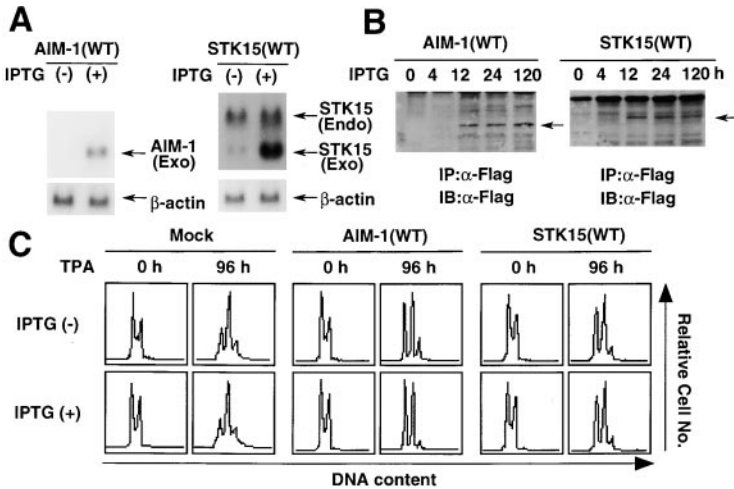 A
AIM-1(WT)
IPTG (-) (+)
AIM-1
(Exo)
β-actin
STK15(WT)
IPTG (-) (+)
STK15
(Endo)
STK15
(Exo)
β-actin
B
AIM-1(WT) STK15(WT)
IPTG 0 4 12 24 120 0 4 12 24 120 h
IP:α-Flag IP:α-Flag
IB:α-Flag IB:α-Flag
C
Mock AIM-1(WT) STK15(WT)
TPA 0 h 96 h 0 h 96 h 0 h 96 h
IPTG (-)
IPTG (+)
Relative Cell No.
DNA content